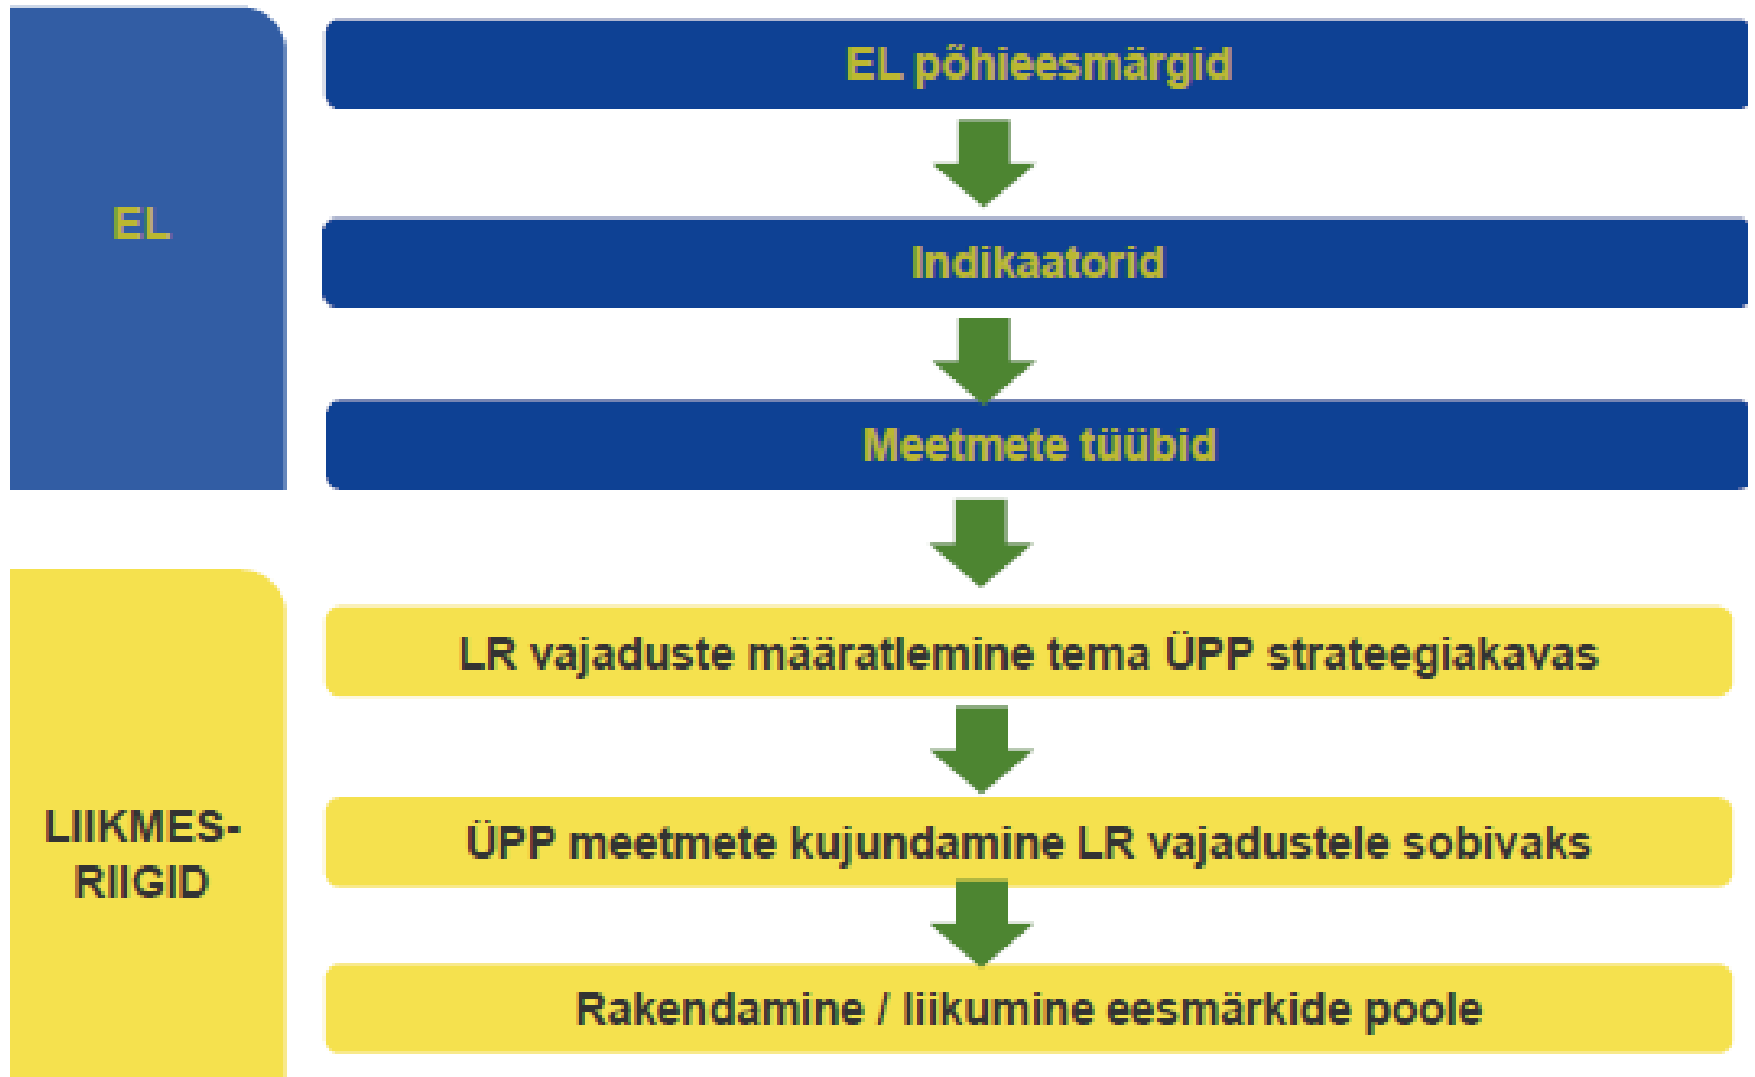 EL
EL põhieesmärgid
Indikaatorid
Meetmete tüübid
LIIKMES-
RIIGID
LR vajaduste määratlemine tema ÜPP strateegiakavas
ÜPP meetmete kujundamine LR vajadustele sobivaks
Rakendamine / liikumine eesmärkide poole